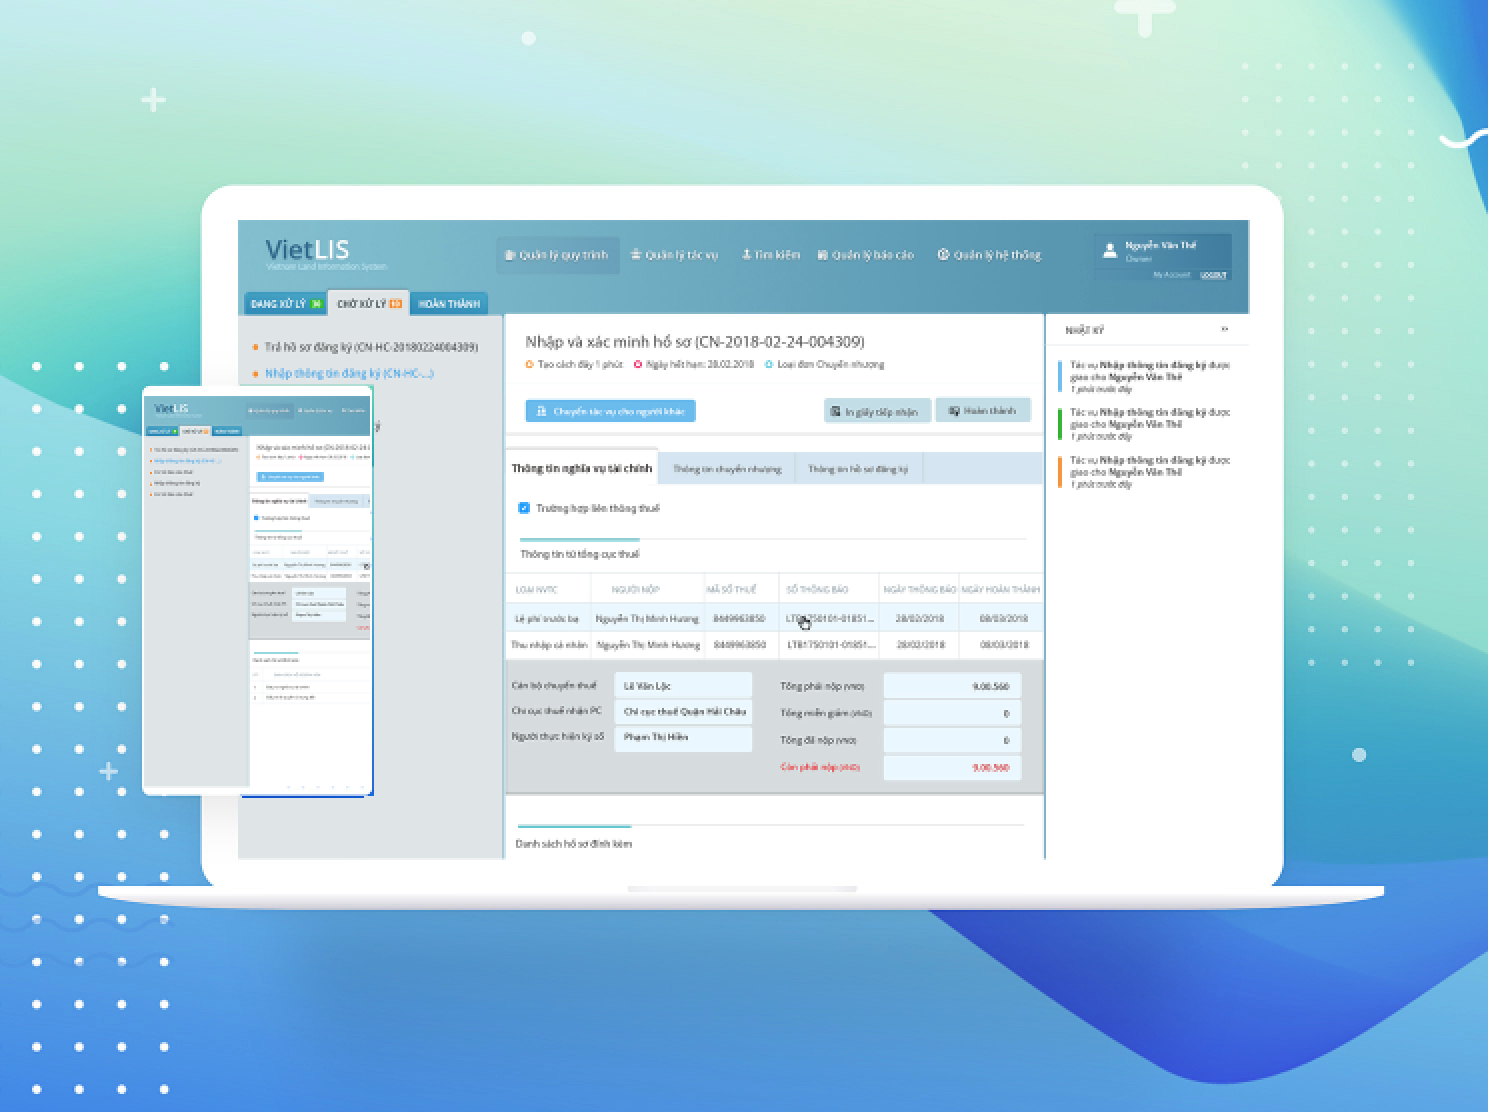 VietLIS
Vietnam Land Information System
Quản lý quy trình
Quản lý tác vụ
Tìm kiếm
Quản lý báo cáo
Quản lý hệ thống
Nguyễn Văn Thế
Owner
My Account LOGOUT
ĐANG XỬ LÝ
CHỜ XỬ LÝ
HOÀN THÀNH
Trả hồ sơ đăng ký (CN-HC-20180224004309)
Nhập thông tin đăng ký (CN-HC-...)
Nhập và xác minh hồ sơ (CN-2018-02-24-004309)
Tạo cách đây 1 phút
Ngày hết hạn: 28.02.2018
Loại đơn Chuyển nhượng
Chuyển tác vụ cho người khác
In giấy tiếp nhận
Hoàn thành
Thông tin nghĩa vụ tài chính
Thông tin chuyển nhượng
Thông tin hồ sơ đăng ký
Trường hợp liên thông thuế
Thông tin từ tổng cục thuế
LOẠI NVTC NGƯỜI NỘP MÃ SỐ THUẾ SỐ THÔNG BÁO NGÀY THÔNG BÁO NGÀY HOÀN THÀNH
Lệ phí trước bạ Nguyễn Thị Minh Hương 8449963850 28/02/2018 08/03/2018
Thu nhập cá nhân Nguyễn Thị Minh Hương 8449963850 LTB1750101-01851... 28/02/2018 08/03/2018
Cán bộ chuyển thuế Lê Văn Lộc
Chi cục thuế nhận PC Chi cục thuế Quận Hải Châu
Người thực hiện ký số Phạm Thị Hiền
Tổng phải nộp (VNĐ) 9.00.560
Tổng miễn giảm (VNĐ) 0
Tổng đã nộp (VNĐ) 0
Còn phải nộp (VNĐ) 9.00.560
Danh sách hồ sơ đính kèm
NHẬT KÝ »
Tác vụ Nhập thông tin đăng ký được
giao cho Nguyễn Văn Thế
1 phút trước đây
Tác vụ Nhập thông tin đăng ký được
giao cho Nguyễn Văn Thế
1 phút trước đây
Tác vụ Nhập thông tin đăng ký được
giao cho Nguyễn Văn Thế
1 phút trước đây
VietLIS